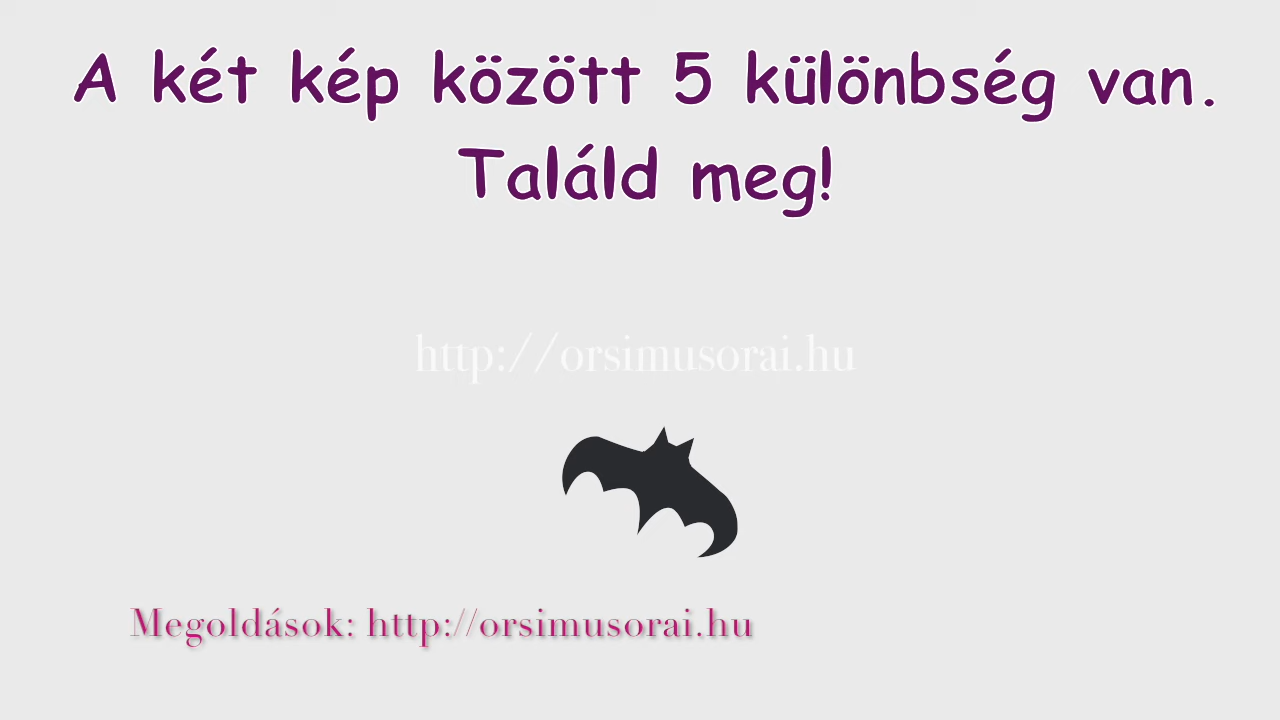 A két kép között 5 különbség van.
Találd meg!
http://orsimusorai.hu
Megoldások: http://orsimusorai.hu